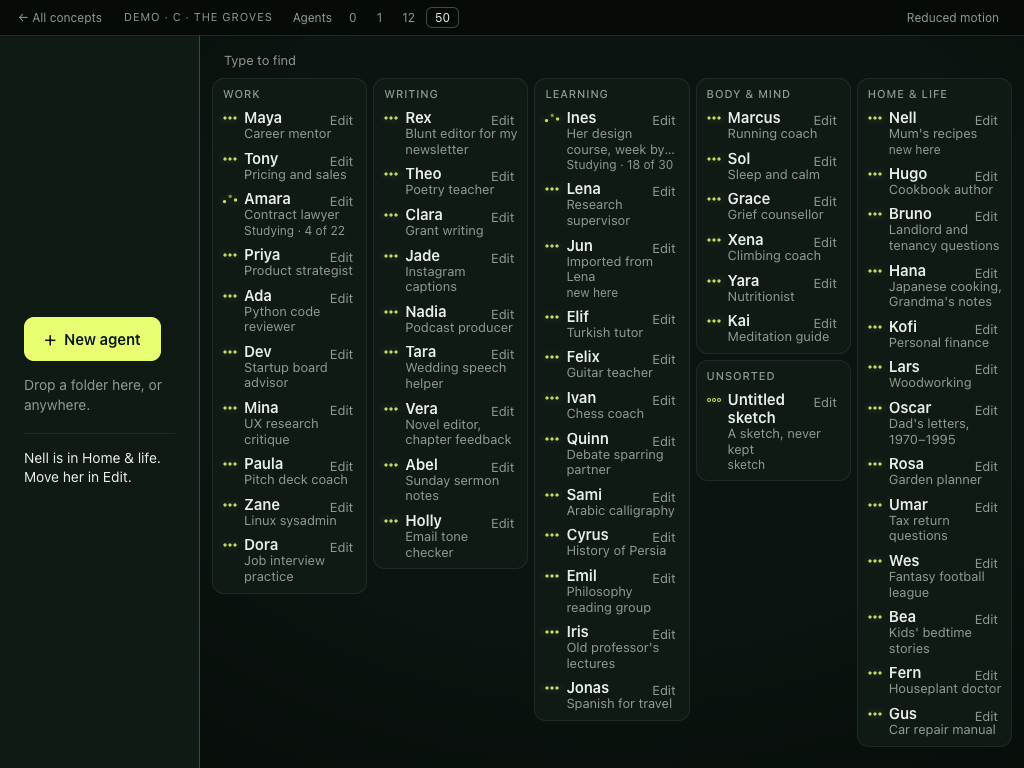 ← All concepts
DEMO · C · THE GROVES
Agents 0 1 12 50
Reduced motion
+ New agent
Drop a folder here, or
anywhere.
Nell is in Home & life.
Move her in Edit.
Type to find
WORK
Maya Edit
Career mentor
Tony Edit
Pricing and sales
Amara Edit
Contract lawyer
Studying · 4 of 22
Priya Edit
Product strategist
Ada Edit
Python code
reviewer
Dev Edit
Startup board
advisor
Mina Edit
UX research
critique
Paula Edit
Pitch deck coach
Zane Edit
Linux sysadmin
Dora Edit
Job interview
practice
WRITING
Rex Edit
Blunt editor for my
newsletter
Theo Edit
Poetry teacher
Clara Edit
Grant writing
Jade Edit
Instagram
captions
Nadia Edit
Podcast producer
Tara Edit
Wedding speech
helper
Vera Edit
Novel editor,
chapter feedback
Abel Edit
Sunday sermon
notes
Holly Edit
Email tone
checker
LEARNING
Ines Edit
Her design
course, week by…
Studying · 18 of 30
Lena Edit
Research
supervisor
Jun Edit
Imported from
Lena
new here
Elif Edit
Turkish tutor
Felix Edit
Guitar teacher
Ivan Edit
Chess coach
Quinn Edit
Debate sparring
partner
Sami Edit
Arabic calligraphy
Cyrus Edit
History of Persia
Emil Edit
Philosophy
reading group
Iris Edit
Old professor's
lectures
Jonas Edit
Spanish for travel
BODY & MIND
Marcus Edit
Running coach
Sol Edit
Sleep and calm
Grace Edit
Grief counsellor
Xena Edit
Climbing coach
Yara Edit
Nutritionist
Kai Edit
Meditation guide
UNSORTED
Untitled Edit
sketch
A sketch, never
kept
sketch
HOME & LIFE
Nell Edit
Mum's recipes
new here
Hugo Edit
Cookbook author
Bruno Edit
Landlord and
tenancy questions
Hana Edit
Japanese cooking,
Grandma's notes
Kofi Edit
Personal finance
Lars Edit
Woodworking
Oscar Edit
Dad's letters,
1970–1995
Rosa Edit
Garden planner
Umar Edit
Tax return
questions
Wes Edit
Fantasy football
league
Bea Edit
Kids' bedtime
stories
Fern Edit
Houseplant doctor
Gus Edit
Car repair manual